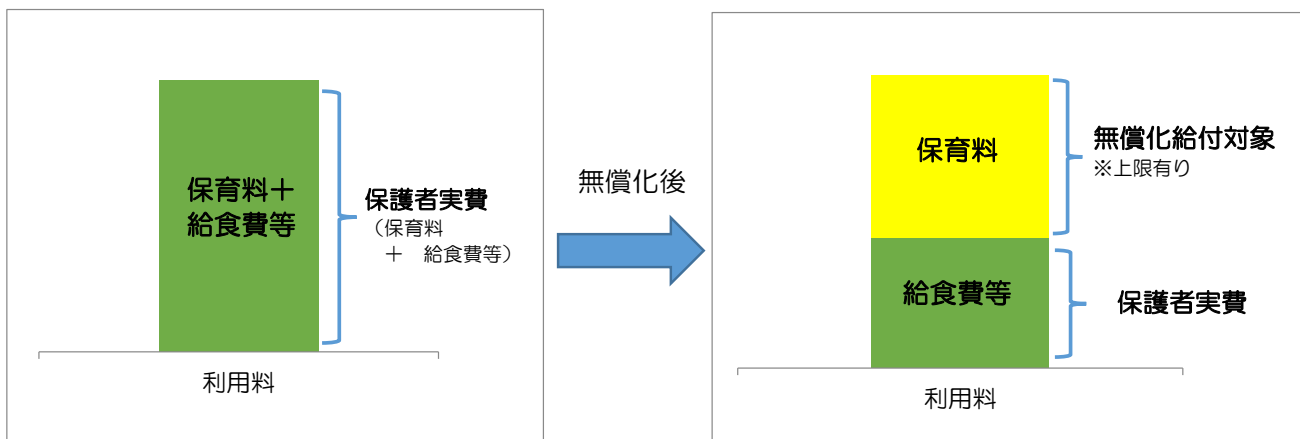 保育料＋
給食費等
保護者実費
（保育料
＋　給食費等）
利用料
無償化後
保育料
給食費等
無償化給付対象
※上限有り
保護者実費
利用料